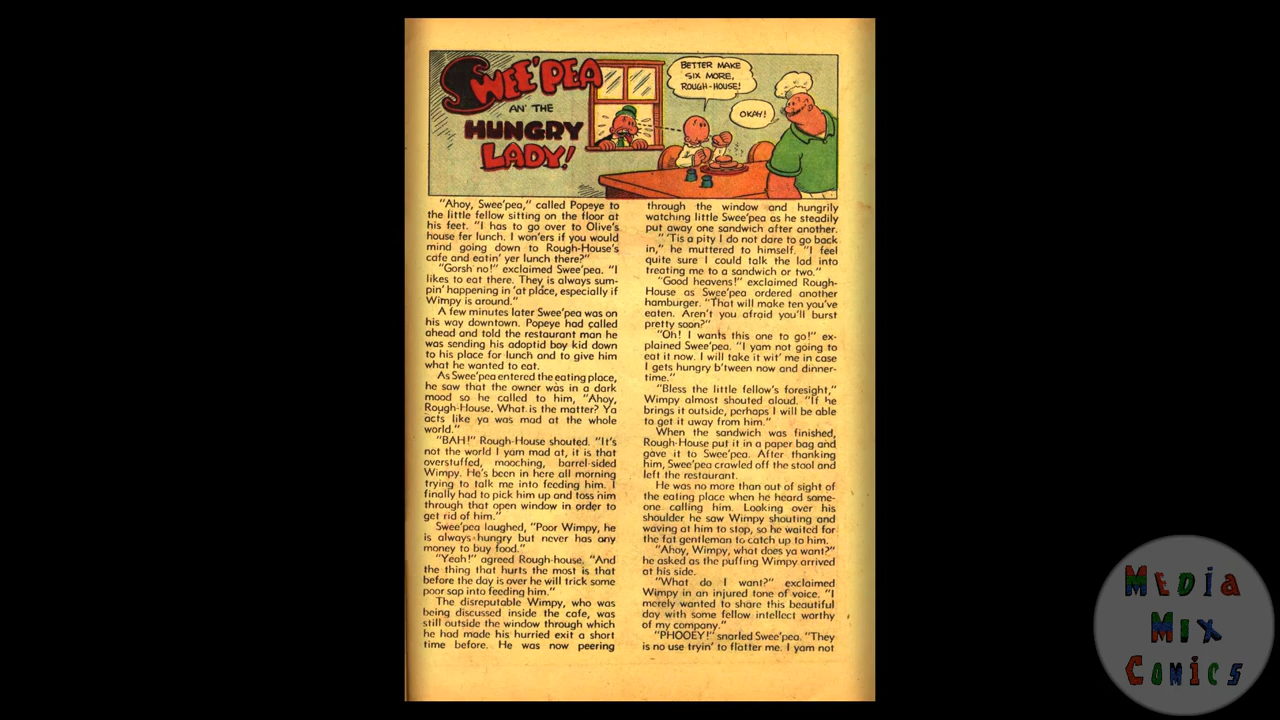 SWEE'PEA
AN' THE
HUNGRY
LADY!
BETTER MAKE
SIX MORE,
ROUGH-HOUSE!
OKAY!
"Ahoy, Swee'pea," called Popeye to
the little fellow sitting on the floor at
his feet. "I has to go over to Olive's
house fer lunch. I won'ers if you would
mind going down to Rough-House's
cafe and eatin' yer lunch there?"
"Gorsh no!" exclaimed Swee'pea. "I
likes to eat there. They is always sum-
pin' happening in 'at place, especially if
Wimpy is around."
A few minutes later Swee'pea was on
his way downtown. Popeye had called
ahead and told the restaurant man he
was sending his adoptid boy kid down
to his place for lunch and to give him
what he wanted to eat.
As Swee'pea entered the eating place,
he saw that the owner was in a dark
mood so he called to him, "Ahoy,
Rough-House. What is the matter? Ya
acts like ya was mad at the whole
world."
"BAH!" Rough-House shouted. "It's
not the world I yam mad at, it is that
overstuffed, mooching, barrel-sided
Wimpy. He's been in here all morning
trying to talk me into feeding him. I
finally had to pick him up and toss him
through that open window in order to
get rid of him."
Swee'pea laughed, "Poor Wimpy, he
is always hungry but never has any
money to buy food."
"Yeah!" agreed Rough-house. "And
the thing that hurts the most is that
before the day is over he will trick some
poor sap into feeding him."
The disreputable Wimpy, who was
being discussed inside the cafe, was
still outside the window through which
he had made his hurried exit a short
time before. He was now peering
through the window and hungrily
watching little Swee'pea as he steadily
put away one sandwich after another.
"'Tis a pity I do not dare to go back
in," he muttered to himself. "I feel
quite sure I could talk the lad into
treating me to a sandwich or two."
"Good heavens!" exclaimed Rough-
House as Swee'pea ordered another
hamburger. "That will make ten you've
eaten. Aren't you afraid you'll burst
pretty soon?"
"Oh! I wants this one to go!" ex-
plained Swee'pea. "I yam not going to
eat it now. I will take it wit' me in case
I gets hungry b'tween now and dinner-
time."
"Bless the little fellow's foresight,"
Wimpy almost shouted aloud. "If he
brings it outside, perhaps I will be able
to get it away from him."
When the sandwich was finished,
Rough-House put it in a paper bag and
gave it to Swee'pea. After thanking
him, Swee'pea crawled off the stool and
left the restaurant.
He was no more than out of sight of
the eating place when he heard some-
one calling him. Looking over his
shoulder he saw Wimpy shouting and
waving at him to stop, so he waited for
the fat gentleman to catch up to him.
"Ahoy, Wimpy, what does ya want?"
he asked as the puffing Wimpy arrived
at his side.
"What do I want?" exclaimed
Wimpy in an injured tone of voice. "I
merely wanted to share this beautiful
day with some fellow intellect worthy
of my company."
"PHOOEY!" snarled Swee'pea. "They
is no use tryin' to flatter me. I yam not
MEDIA
MIX
COMICS